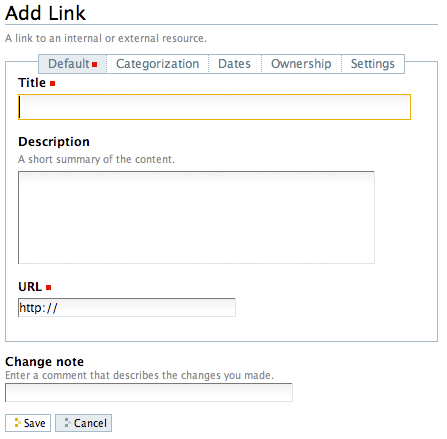 Add Link
A link to an internal or external resource.
Default Categorization Dates Ownership Settings
Title
Description
A short summary of the content.
URL
http://
Change note
Enter a comment that describes the changes you made.
Save Cancel